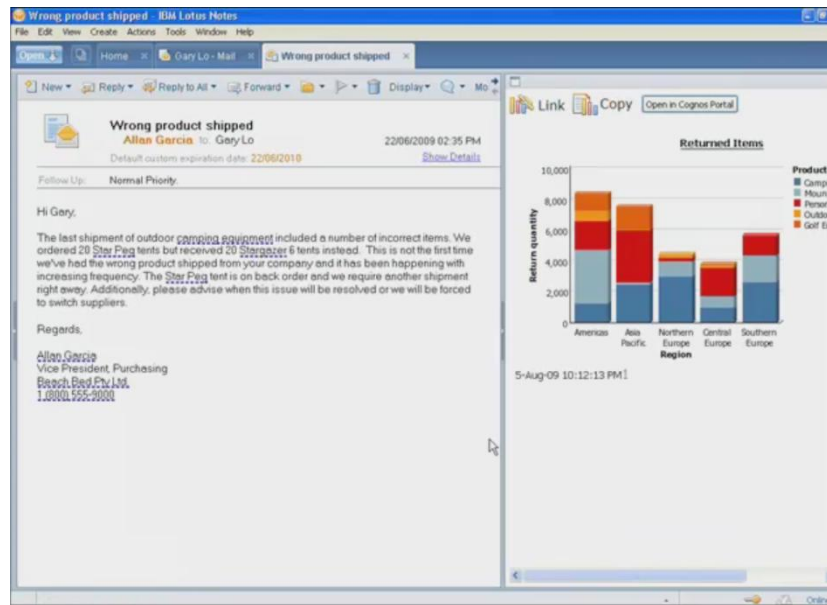 Wrong product shipped - IBM Lotus Notes
File Edit View Create Actions Tools Window Help
Open Home Gary Lo - Mail Wrong product shipped
New Reply Reply to All Forward Display Mo
Wrong product shipped
Allan Garcia to: Gary Lo 22/06/2009 02:35 PM
Default custom expiration date: 22/06/2010 Show Details
Follow Up: Normal Priority.
Hi Gary,
The last shipment of outdoor camping equipment included a number of incorrect items. We
ordered 20 Star Peg tents but received 20 Stargazer 6 tents instead. This is not the first time
we've had the wrong product shipped from your company and it has been happening with
increasing frequency. The Star Peg tent is on back order and we require another shipment
right away. Additionally, please advise when this issue will be resolved or we will be forced
to switch suppliers.
Regards,
Allan Garcia
Vice President, Purchasing
Beach Bed Pty Ltd.
1 (800) 555-9000
Link Copy Open in Cognos Portal
Returned Items
Return quantity
10,000
8,000
6,000
4,000
2,000
0
Americas Asia Pacific Northern Europe Central Europe Southern Europe
Region
Product
Camp
Moun
Person
Outdo
Golf E
5-Aug-09 10:12:13 PM1
Online